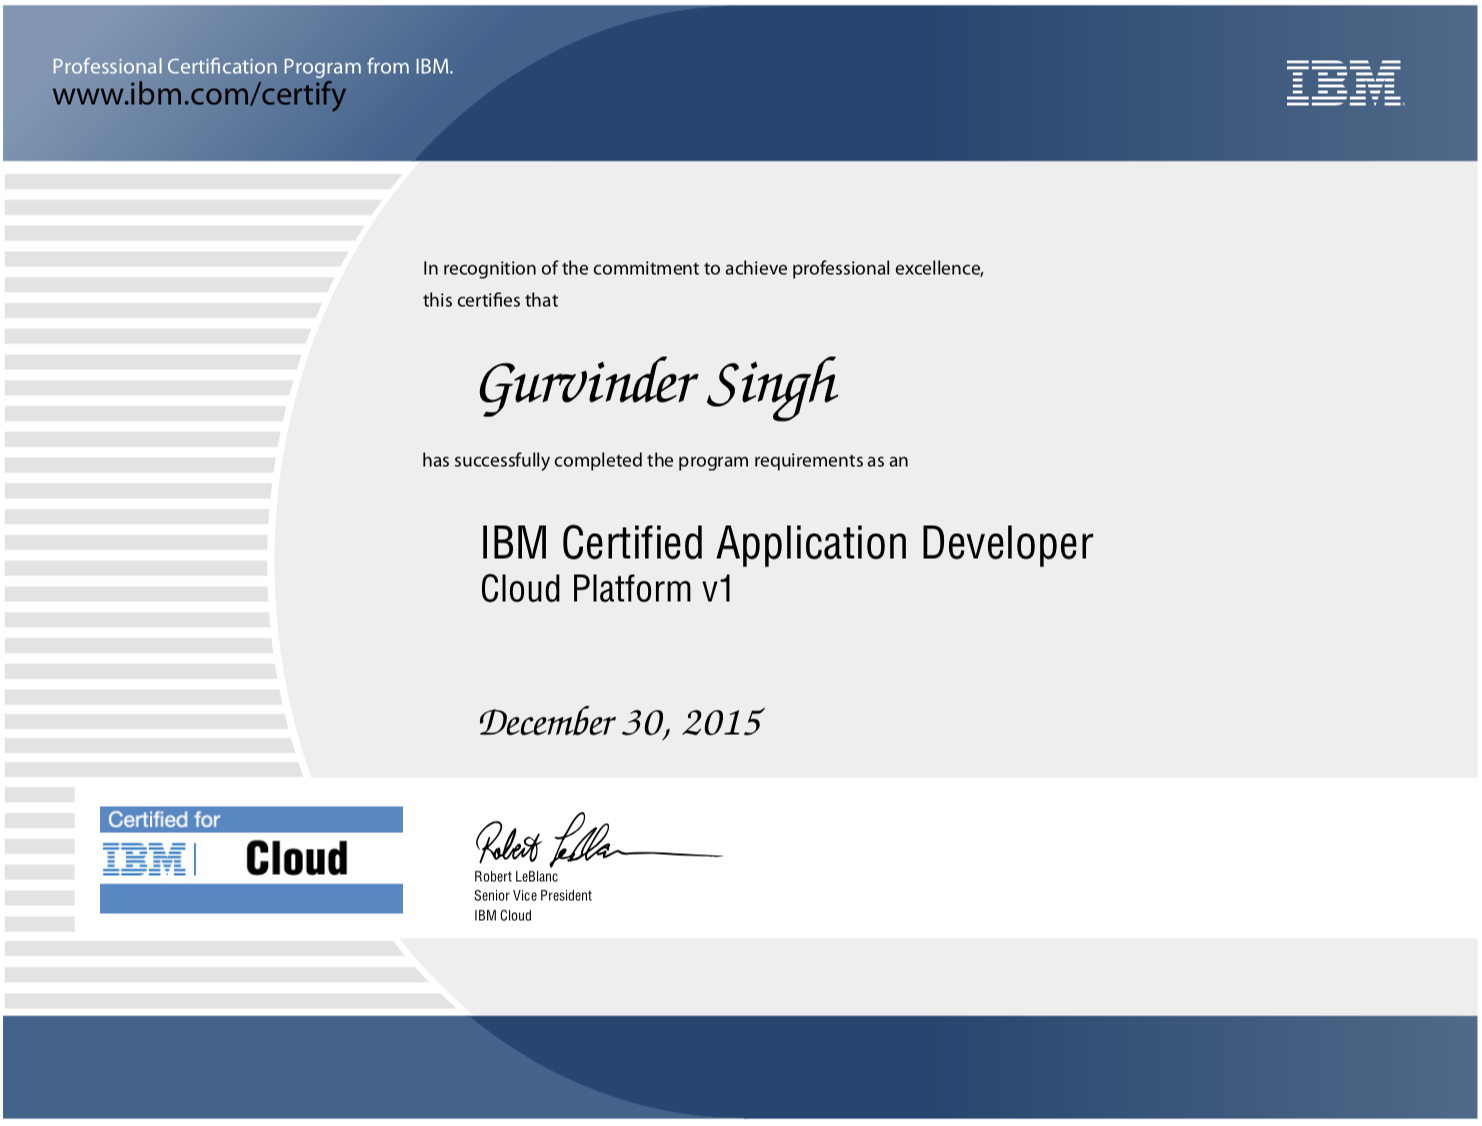 Professional Certification Program from IBM.
www.ibm.com/certify
IBM
In recognition of the commitment to achieve professional excellence,
this certifies that
Gurvinder Singh
has successfully completed the program requirements as an
IBM Certified Application Developer
Cloud Platform v1
December 30, 2015
Certified for
IBM Cloud
Robert LeBlanc
Robert LeBlanc
Senior Vice President
IBM Cloud